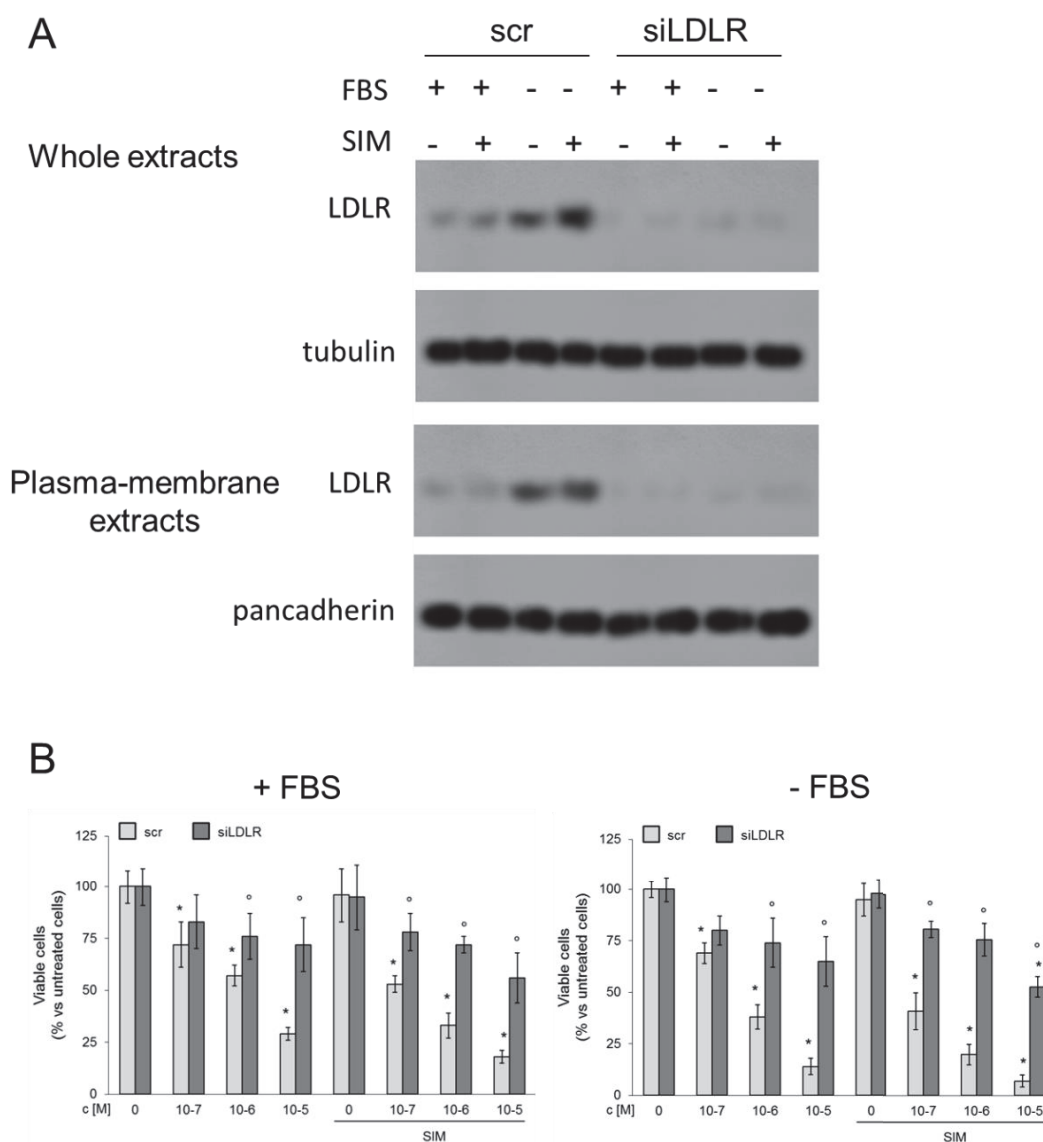 A
scr siLDLR
FBS + + - - + + - -
SIM - + - + - + - +
Whole extracts
LDLR
tubulin
Plasma-membrane
extracts
LDLR
pancadherin
B
+ FBS
scr siLDLR
125
100
75
50
25
0
Viable cells
(% vs untreated cells)
* * ° * ° * ° * ° * °
c [M] 0 10-7 10-6 10-5 0 10-7 10-6 10-5
SIM
- FBS
scr siLDLR
125
100
75
50
25
0
Viable cells
(% vs untreated cells)
* * ° * ° * ° * ° * ° *
c [M] 0 10-7 10-6 10-5 0 10-7 10-6 10-5
SIM